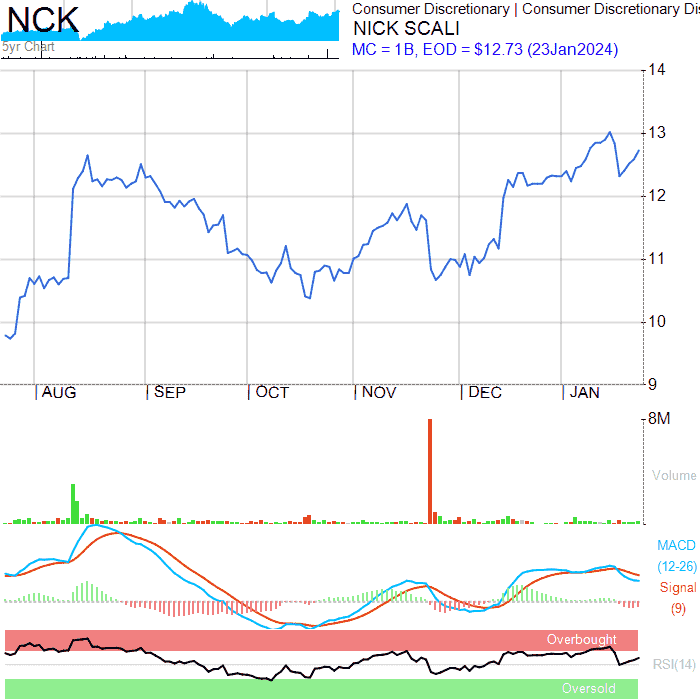 NCK
5yr Chart
Consumer Discretionary | Consumer Discretionary Dis
NICK SCALI
MC = 1B, EOD = $12.73 (23Jan2024)
14
13
12
11
10
9
AUG SEP OCT NOV DEC JAN
8M
Volume
MACD
(12-26)
Signal
(9)
Overbought
RSI(14)
Oversold